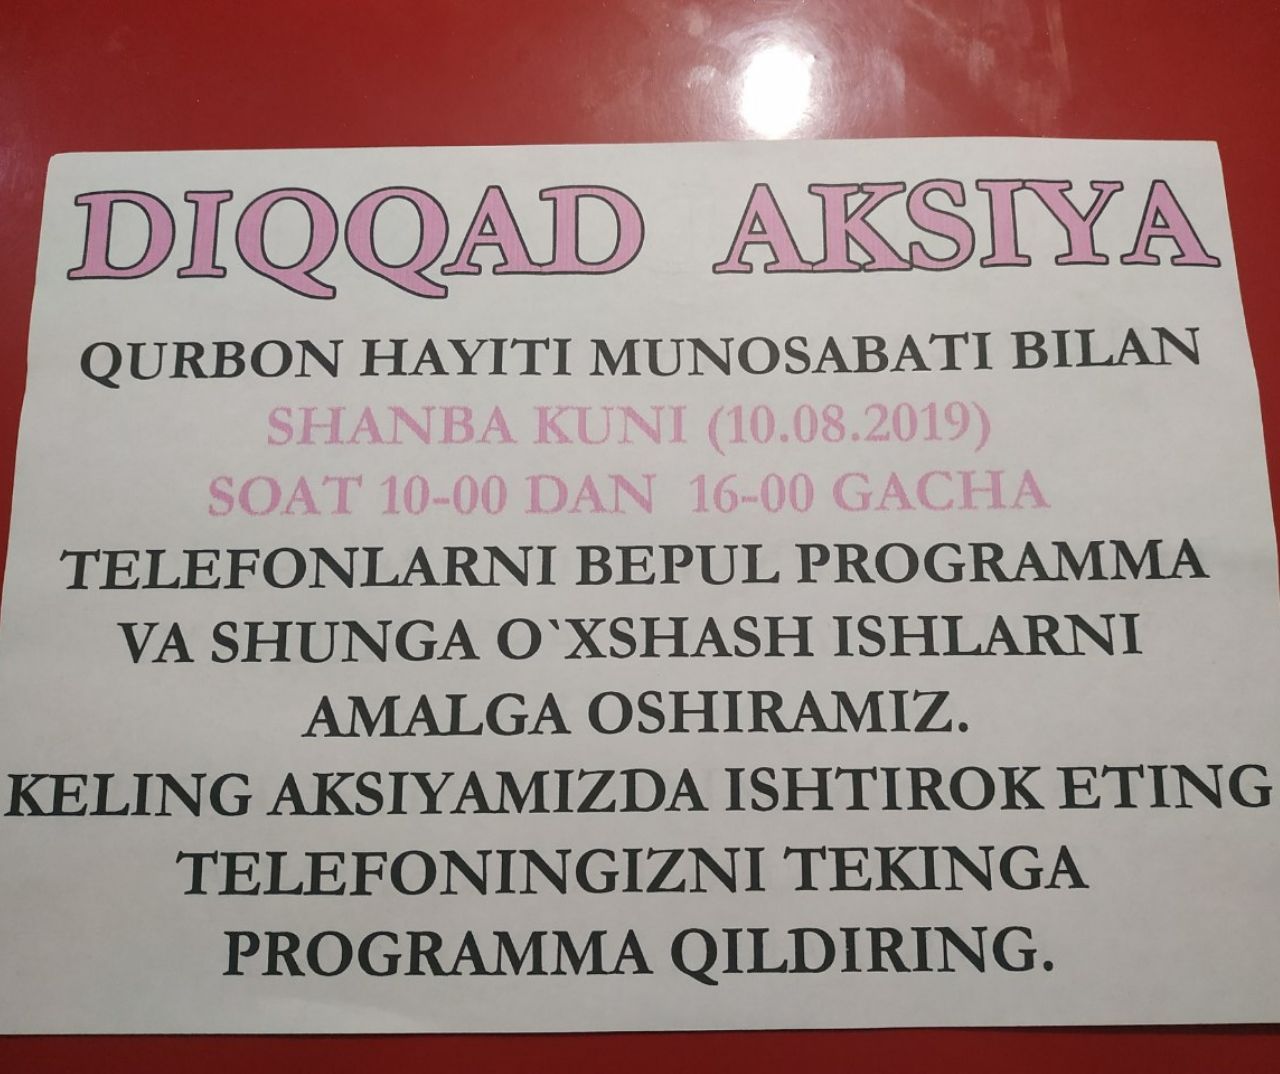 DIQQAD AKSIYA
QURBON HAYITI MUNOSABATI BILAN
SHANBA KUNI (10.08.2019)
SOAT 10-00 DAN 16-00 GACHA
TELEFONLARNI BEPUL PROGRAMMA
VA SHUNGA O`XSHASH ISHLARNI
AMALGA OSHIRAMIZ.
KELING AKSIYAMIZDA ISHTIROK ETING
TELEFONINGIZNI TEKINGA
PROGRAMMA QILDIRING.